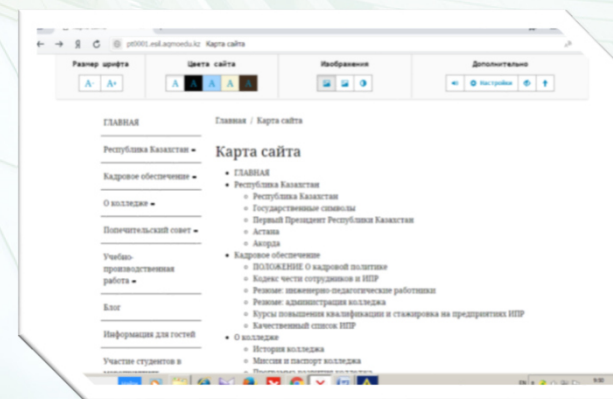 pt0001.esil.aqmoedu.kz Карта сайта
Размер шрифта
Цвета сайта
Изображения
Дополнительно
A- A+
A A A A A
Настройки
ГЛАВНАЯ
Республика Казахстан
Кадровое обеспечение
О колледже
Попечительский совет
Учебно-
производственная
работа
Блог
Информация для гостей
Участие студентов в
Главная / Карта сайта
Карта сайта
ГЛАВНАЯ
Республика Казахстан
Республика Казахстан
Государственные символы
Первый Президент Республики Казахстан
Астана
Акорда
Кадровое обеспечение
ПОЛОЖЕНИЕ О кадровой политике
Кодекс чести сотрудников и ИПР
Резюме: инженерно-педагогические работники
Резюме: администрация колледжа
Курсы повышения квалификации и стажировка на предприятиях ИПР
Качественный список ИПР
О колледже
История колледжа
Миссия и паспорт колледжа